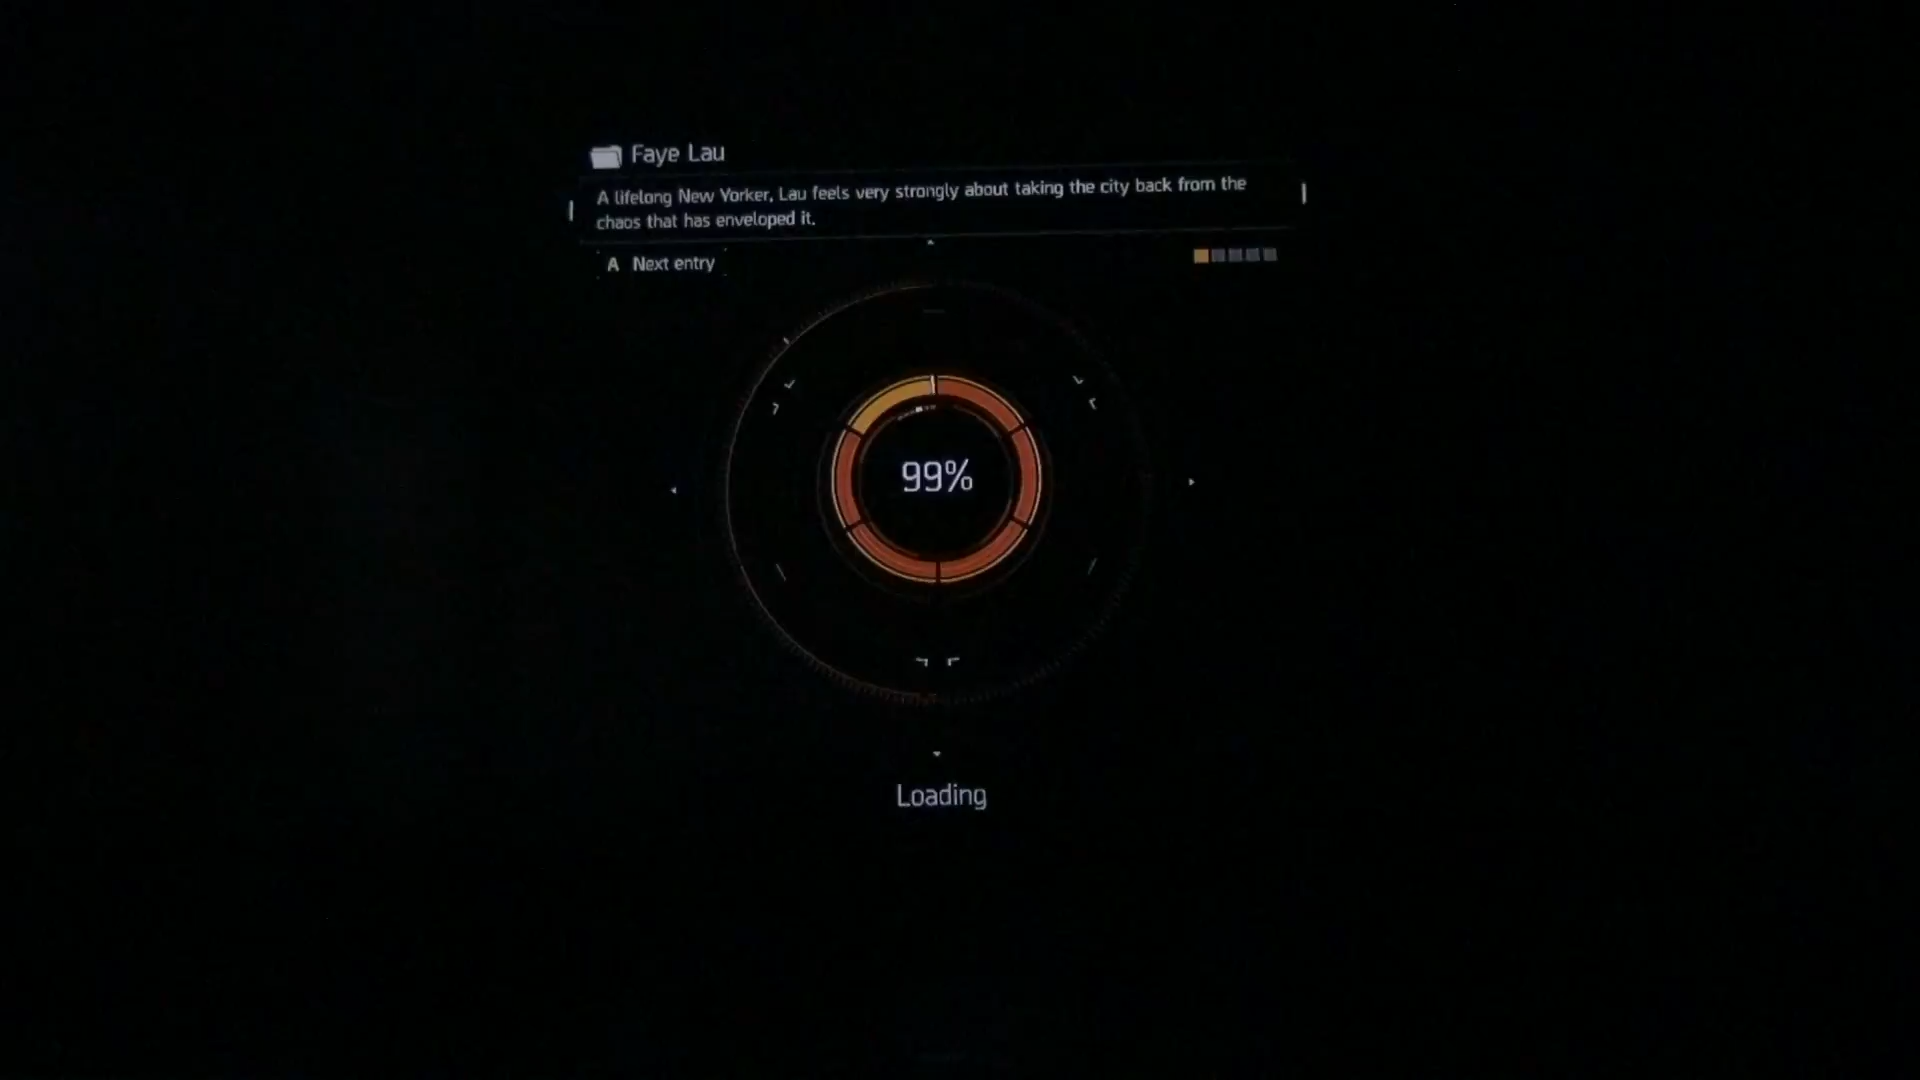 Faye Lau
A lifelong New Yorker, Lau feels very strongly about taking the city back from the
chaos that has enveloped it.
A Next entry
99%
Loading